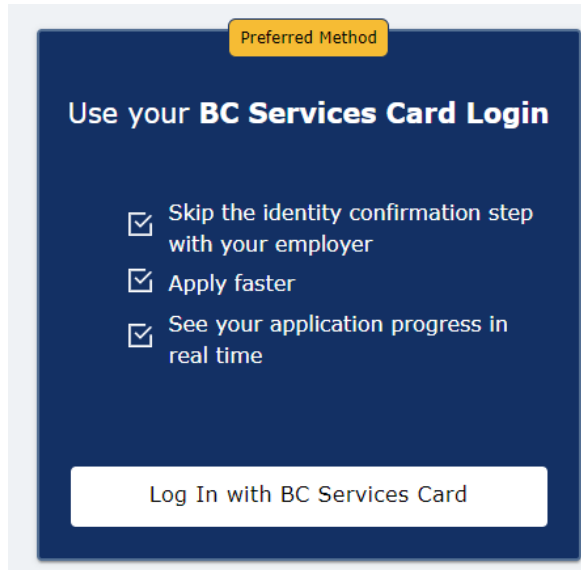 Preferred Method
Use your BC Services Card Login
Skip the identity confirmation step
with your employer
Apply faster
See your application progress in
real time
Log In with BC Services Card